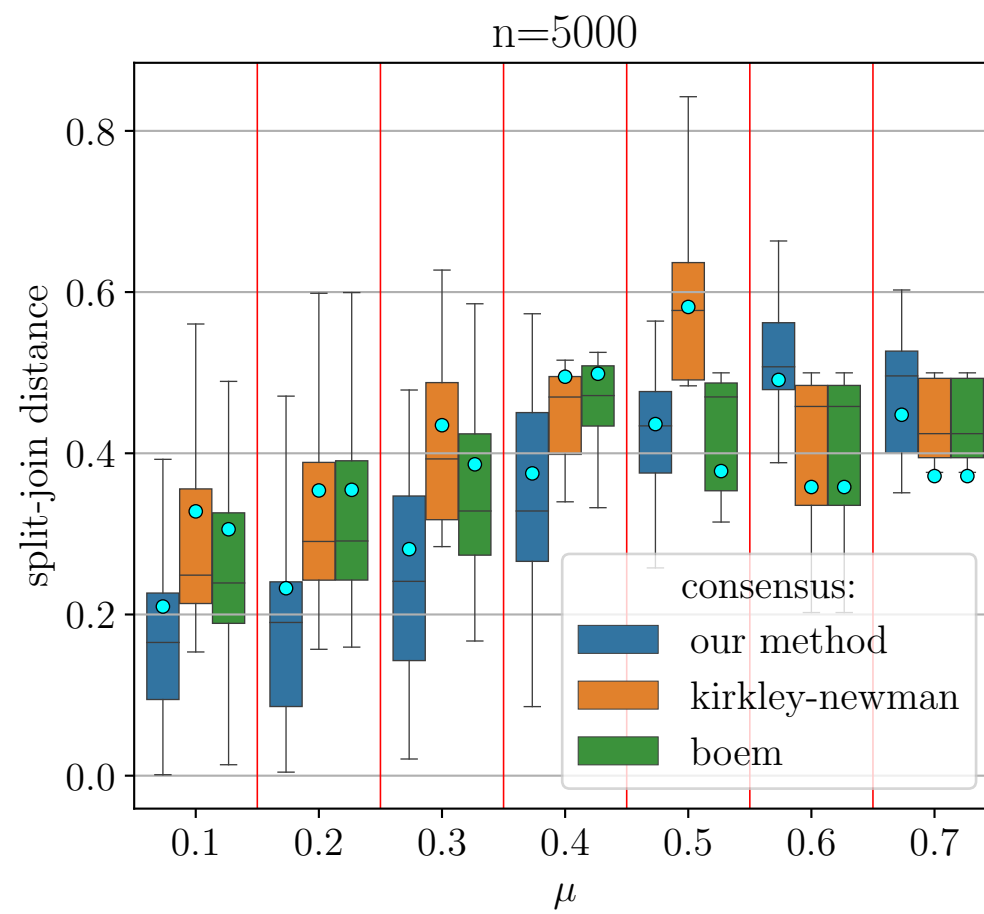 n=5000
split-join distance
0.8
0.6
0.4
0.2
0.0
consensus:
our method
kirkley-newman
boem
0.1 0.2 0.3 0.4 0.5 0.6 0.7
μ